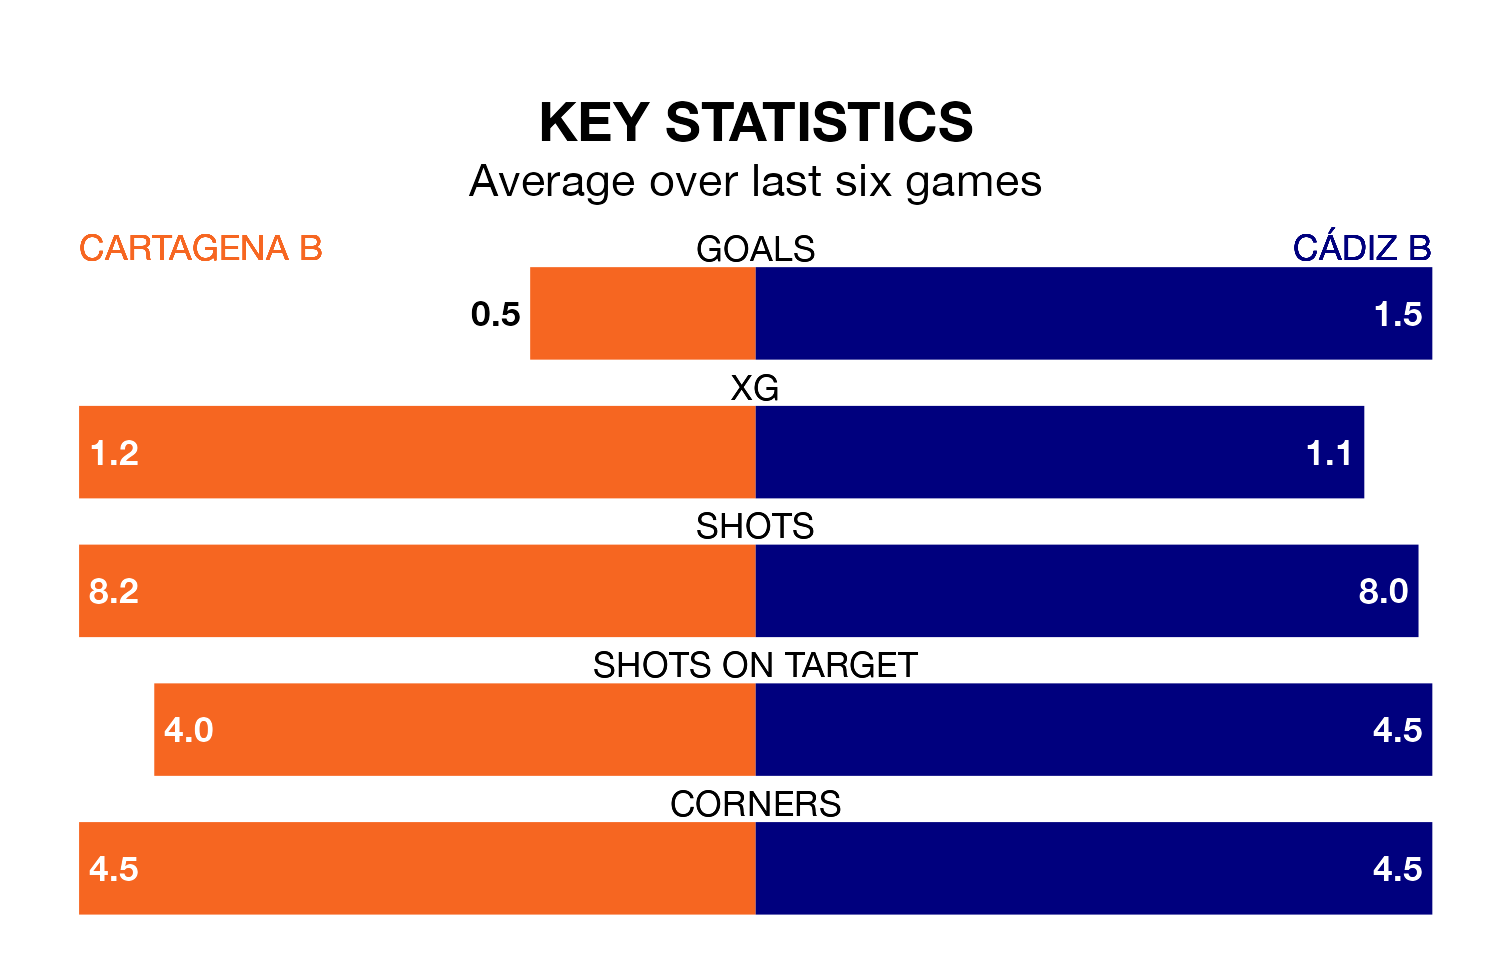 KEY STATISTICS
Average over last six games
CARTAGENA B GOALS CÁDIZ B
0.5 1.5
XG
1.2 1.1
SHOTS
8.2 8.0
SHOTS ON TARGET
4.0 4.5
CORNERS
4.5 4.5